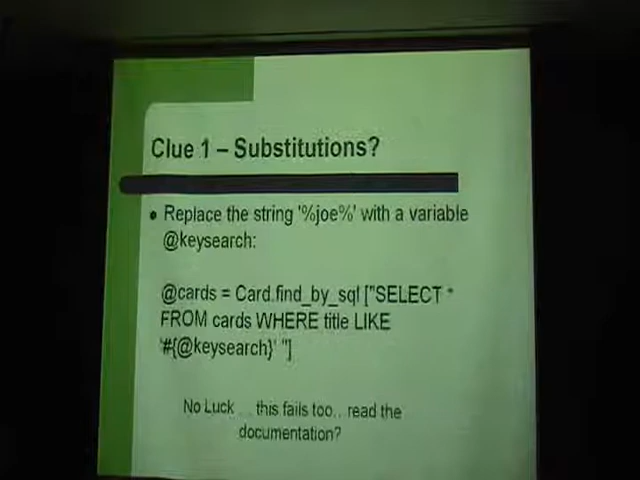 Clue 1 – Substitutions?
• Replace the string '%joe%' with a variable
@keysearch:
@cards = Card.find_by_sql ["SELECT *
FROM cards WHERE title LIKE
'#{@keysearch}' "]
No Luck ... this fails too.. read the
documentation?